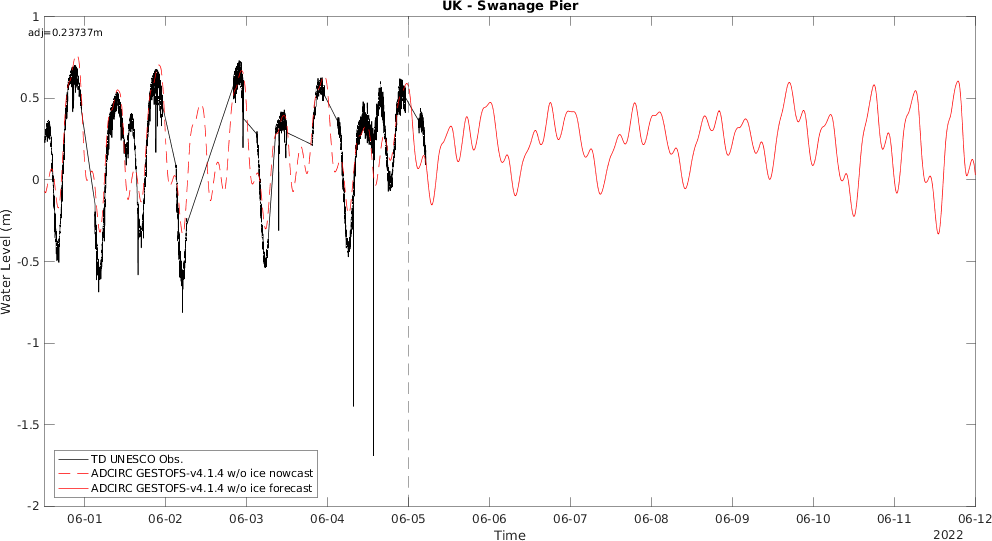 UK - Swanage Pier
adj=0.23737m
Water Level (m)
1
0.5
0
-0.5
-1
-1.5
-2
TD UNESCO Obs.
ADCIRC GESTOFS-v4.1.4 w/o ice nowcast
ADCIRC GESTOFS-v4.1.4 w/o ice forecast
06-01 06-02 06-03 06-04 06-05 06-06 06-07 06-08 06-09 06-10 06-11 06-12
Time
2022